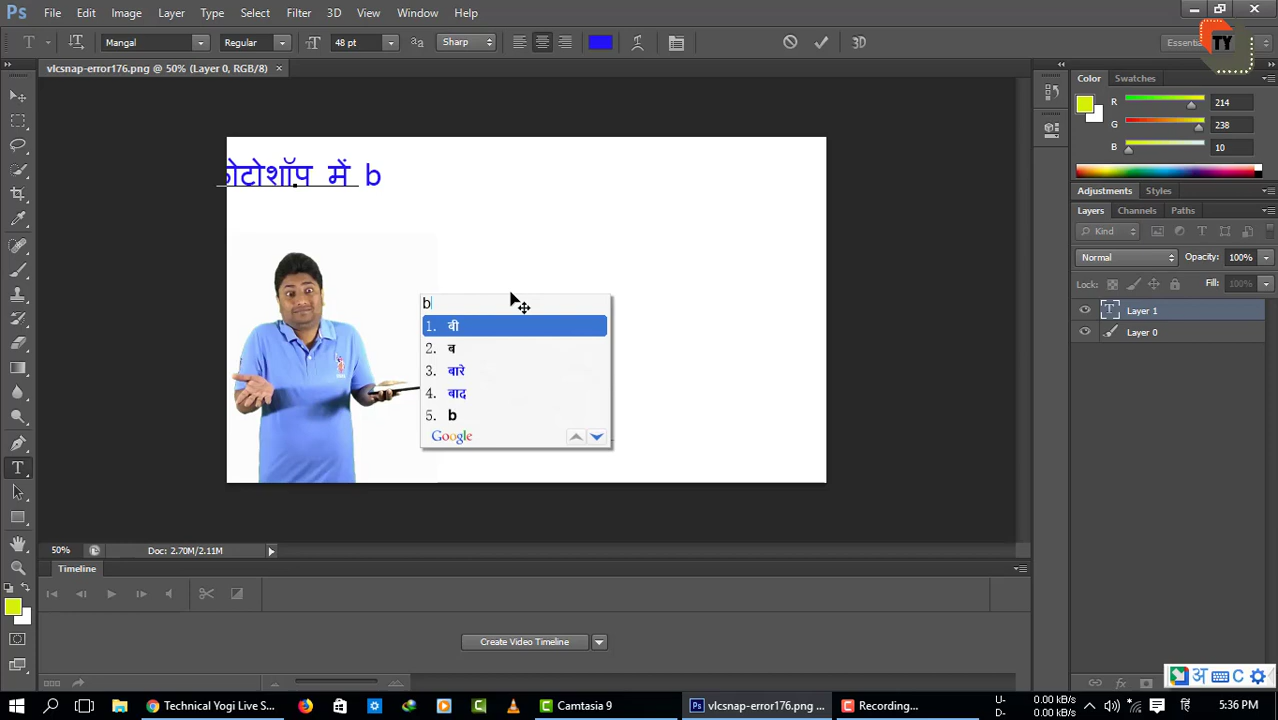 Ps File Edit Image Layer Type Select Filter 3D View Window Help
T Mangal Regular 48 pt Sharp 3D Essenti
TY
vlcsnap-error176.png @ 50% (Layer 0, RGB/8) ×
Color Swatches
R 214
G 238
B 10
Adjustments Styles
Layers Channels Paths
Kind
Normal Opacity: 100%
Lock: Fill: 100%
Layer 1
Layer 0
फोटोशॉप में b
b
1. बी
2. ब
3. बारे
4. बाद
5. b
Google
50% Doc: 2.70M/2.11M
Timeline
Create Video Timeline
अ C
Technical Yogi Live S... Camtasia 9 vlcsnap-error176.png ... Recording...
U- 0.00 kB/s
D- 0.00 kB/s
हिं 5:36 PM